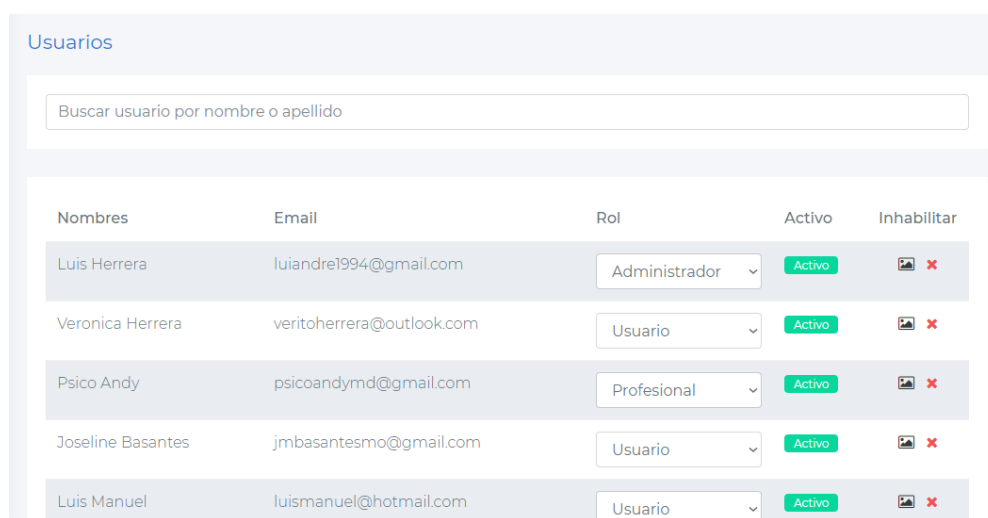 Usuarios
Buscar usuario por nombre o apellido
Nombres Email Rol Activo Inhabilitar
Luis Herrera luiandre1994@gmail.com Administrador Activo
Veronica Herrera veritoherrera@outlook.com Usuario Activo
Psico Andy psicoandymd@gmail.com Profesional Activo
Joseline Basantes jmbasantesmo@gmail.com Usuario Activo
Luis Manuel luismanuel@hotmail.com Usuario Activo